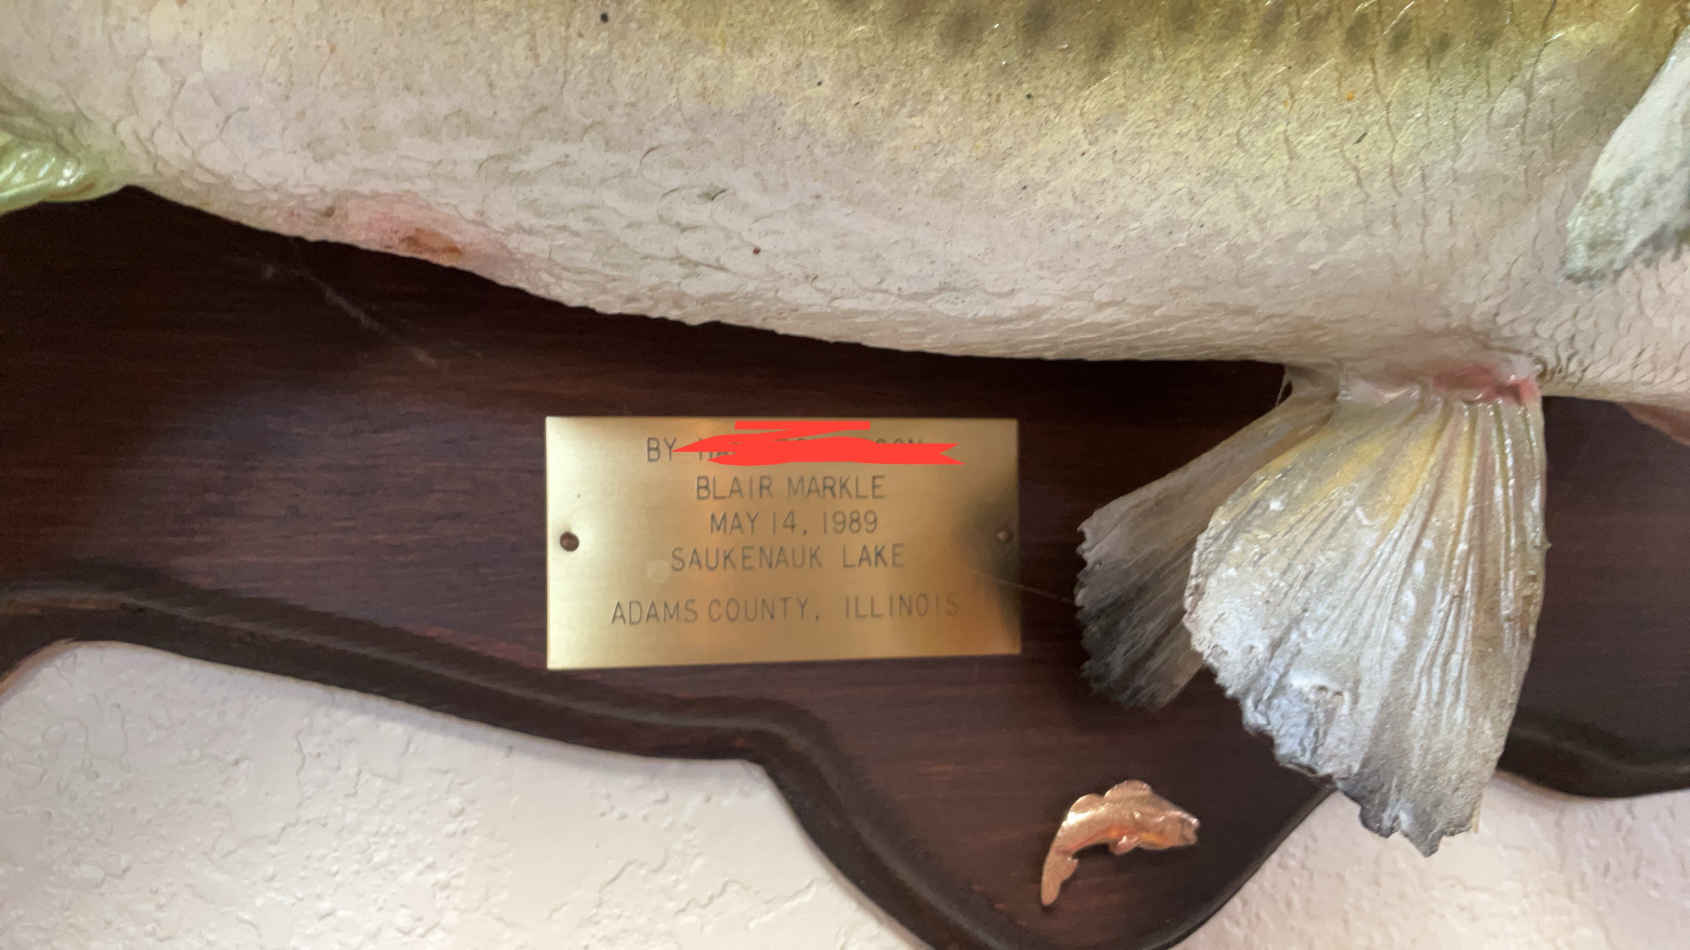 BY
BLAIR MARKLE
MAY 14, 1989
SAUKENAUK LAKE
ADAMS COUNTY, ILLINOIS